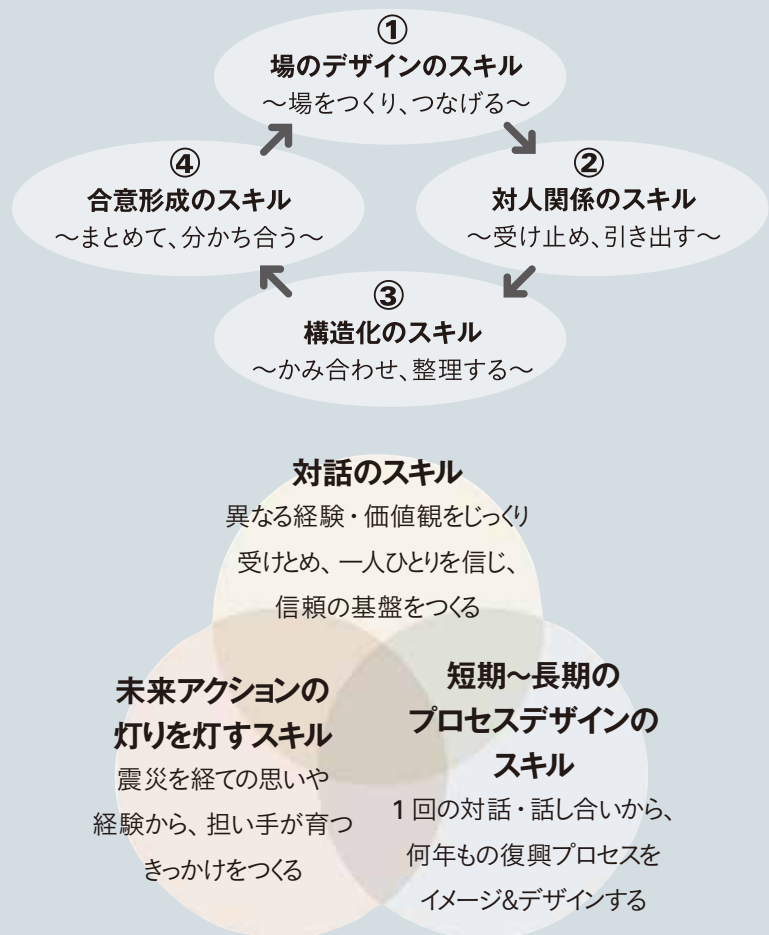 ①
場のデザインのスキル
〜場をつくり、つなげる〜
②
対人関係のスキル
〜受け止め、引き出す〜
③
構造化のスキル
〜かみ合わせ、整理する〜
④
合意形成のスキル
〜まとめて、分かち合う〜
対話のスキル
異なる経験・価値観をじっくり
受けとめ、一人ひとりを信じ、
信頼の基盤をつくる
未来アクションの
灯りを灯すスキル
震災を経ての思いや
経験から、担い手が育つ
きっかけをつくる
短期〜長期の
プロセスデザインの
スキル
1回の対話・話し合いから、
何年もの復興プロセスを
イメージ&デザインする